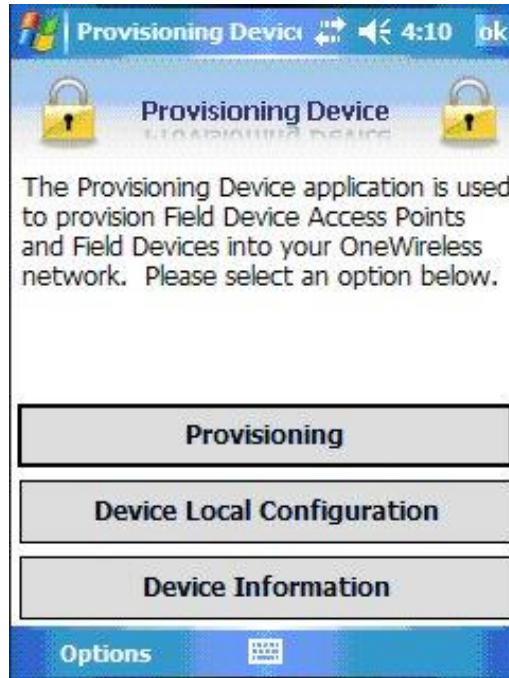 Provisioning Devic 4:10 ok
Provisioning Device
The Provisioning Device application is used
to provision Field Device Access Points
and Field Devices into your OneWireless
network. Please select an option below.
Provisioning
Device Local Configuration
Device Information
Options